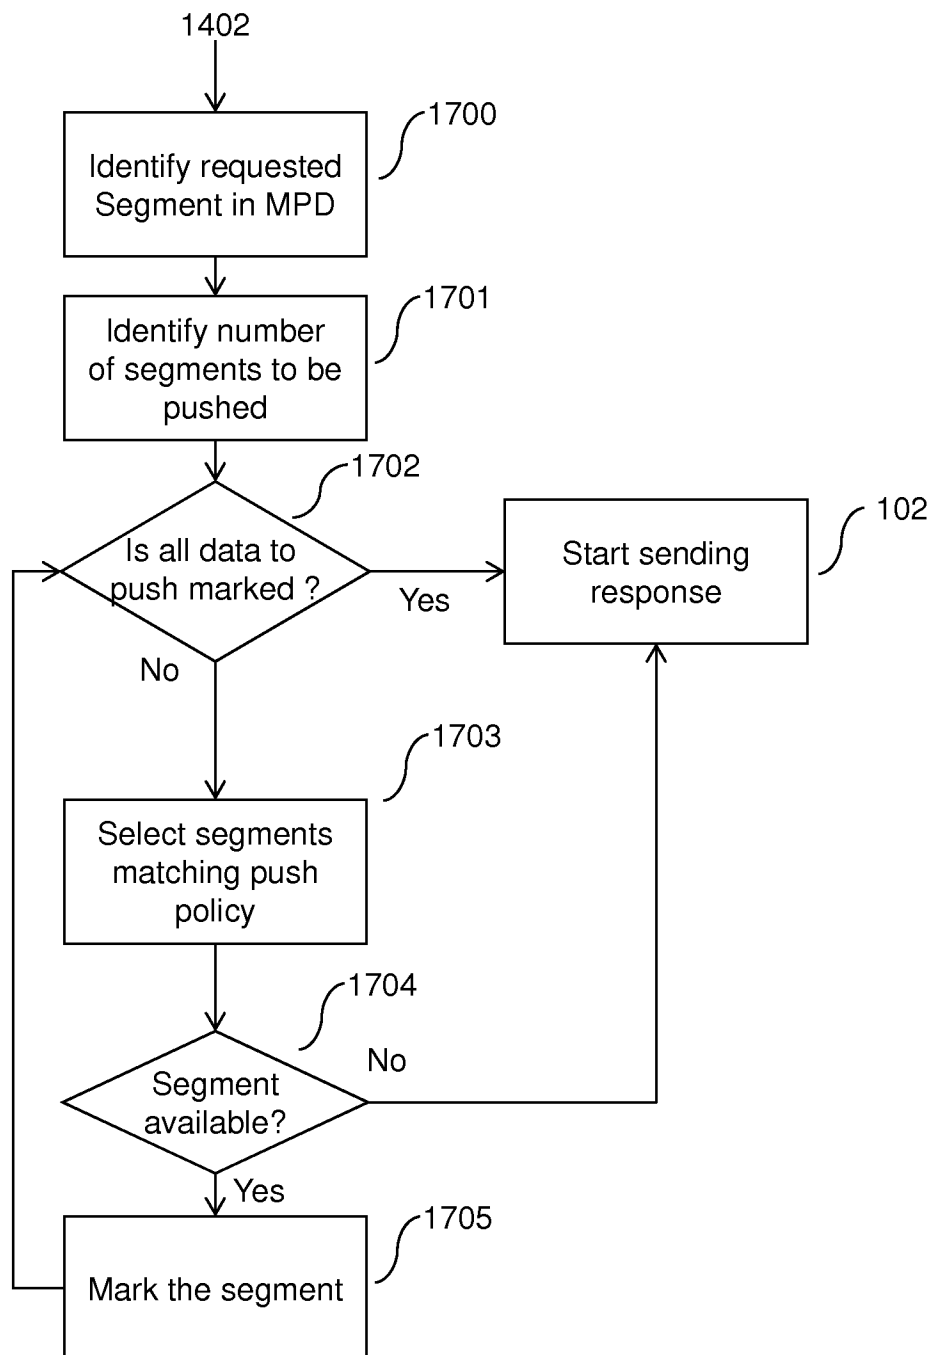 1402
1700
Identify requested
Segment in MPD
1701
Identify number
of segments to be
pushed
1702
Is all data to
push marked ?
Yes
102
Start sending
response
No
1703
Select segments
matching push
policy
1704
No
Segment
available?
Yes
1705
Mark the segment